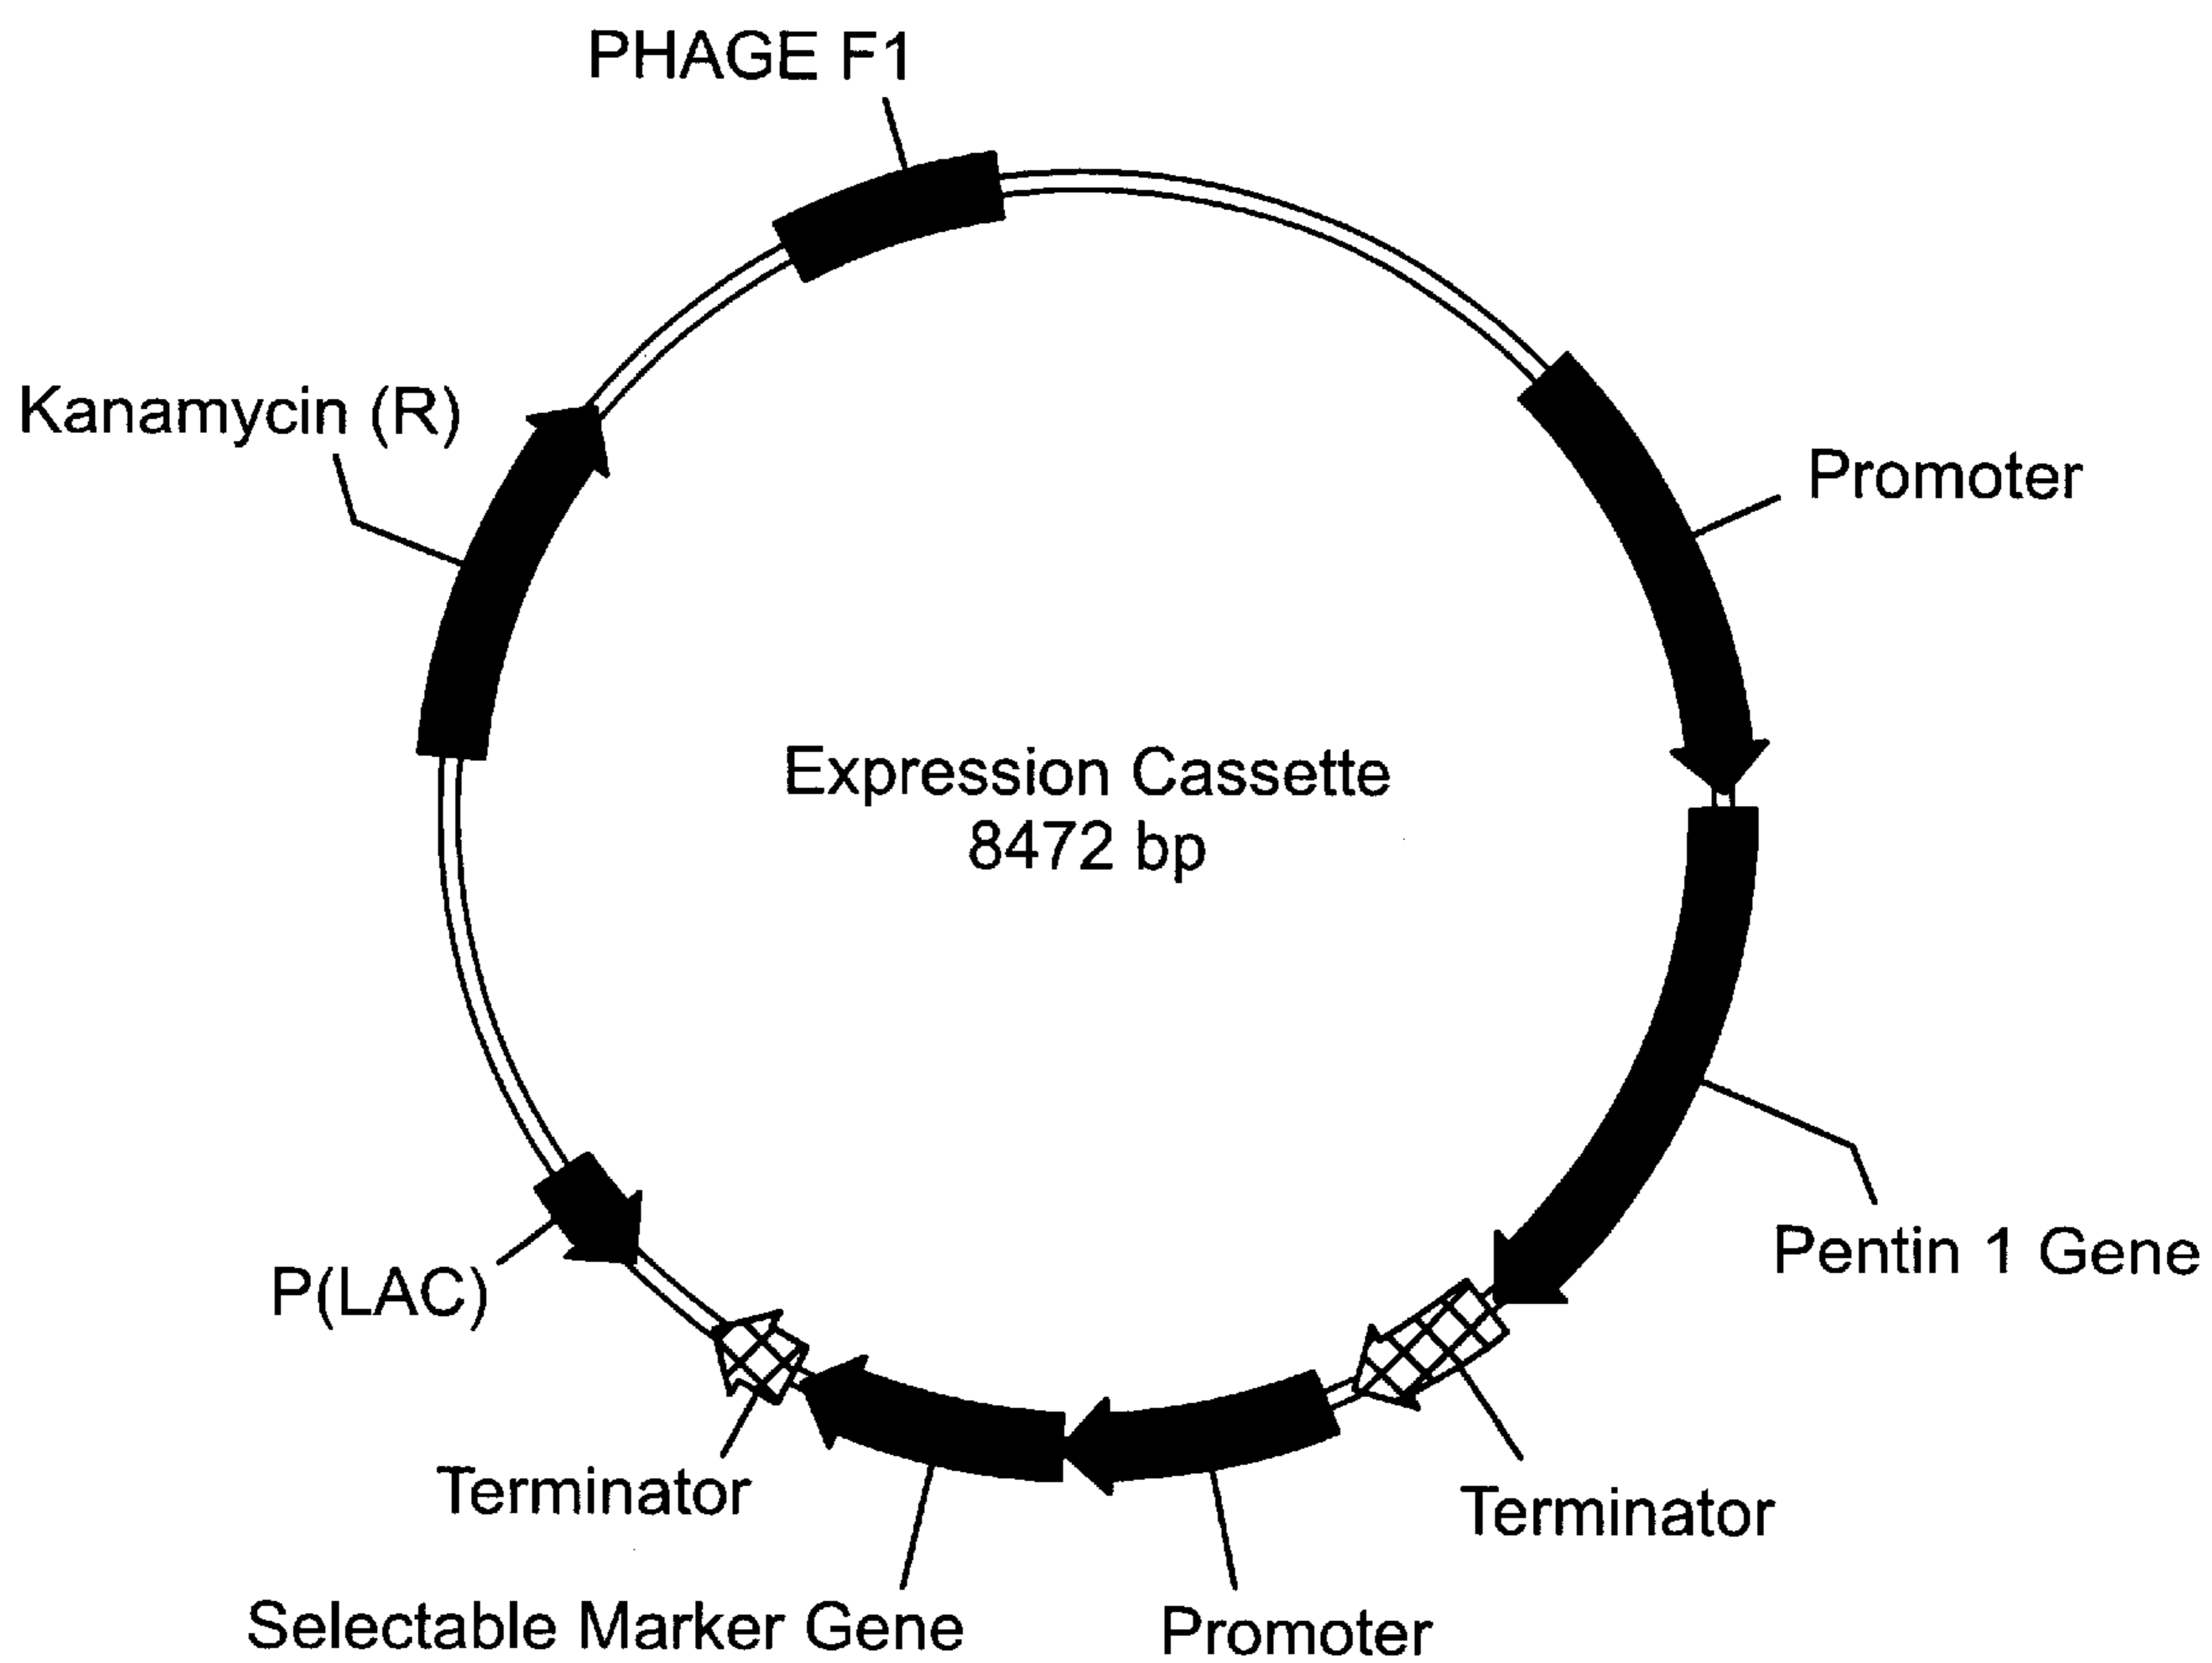 PHAGE F1
Kanamycin (R)
Promoter
Expression Cassette
8472 bp
Pentin 1 Gene
P(LAC)
Terminator
Terminator
Selectable Marker Gene
Promoter